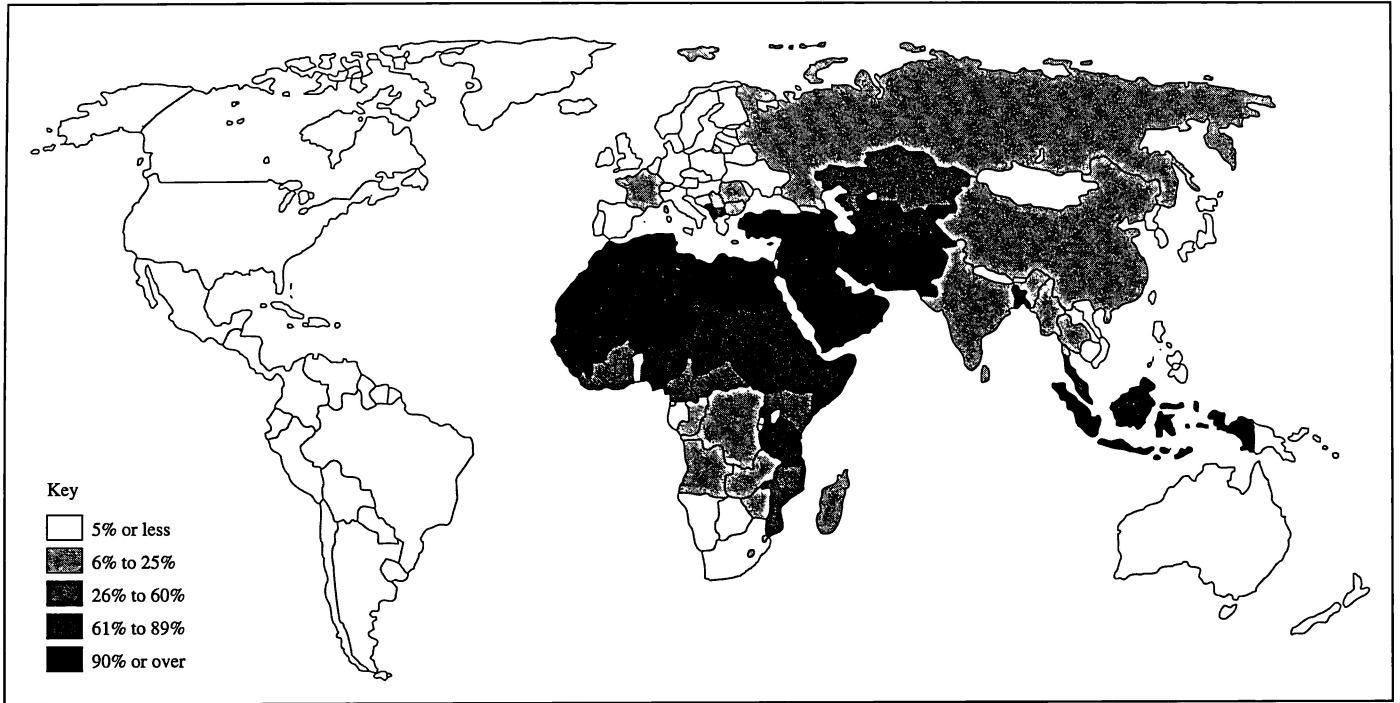 Key
5% or less
6% to 25%
26% to 60%
61% to 89%
90% or over